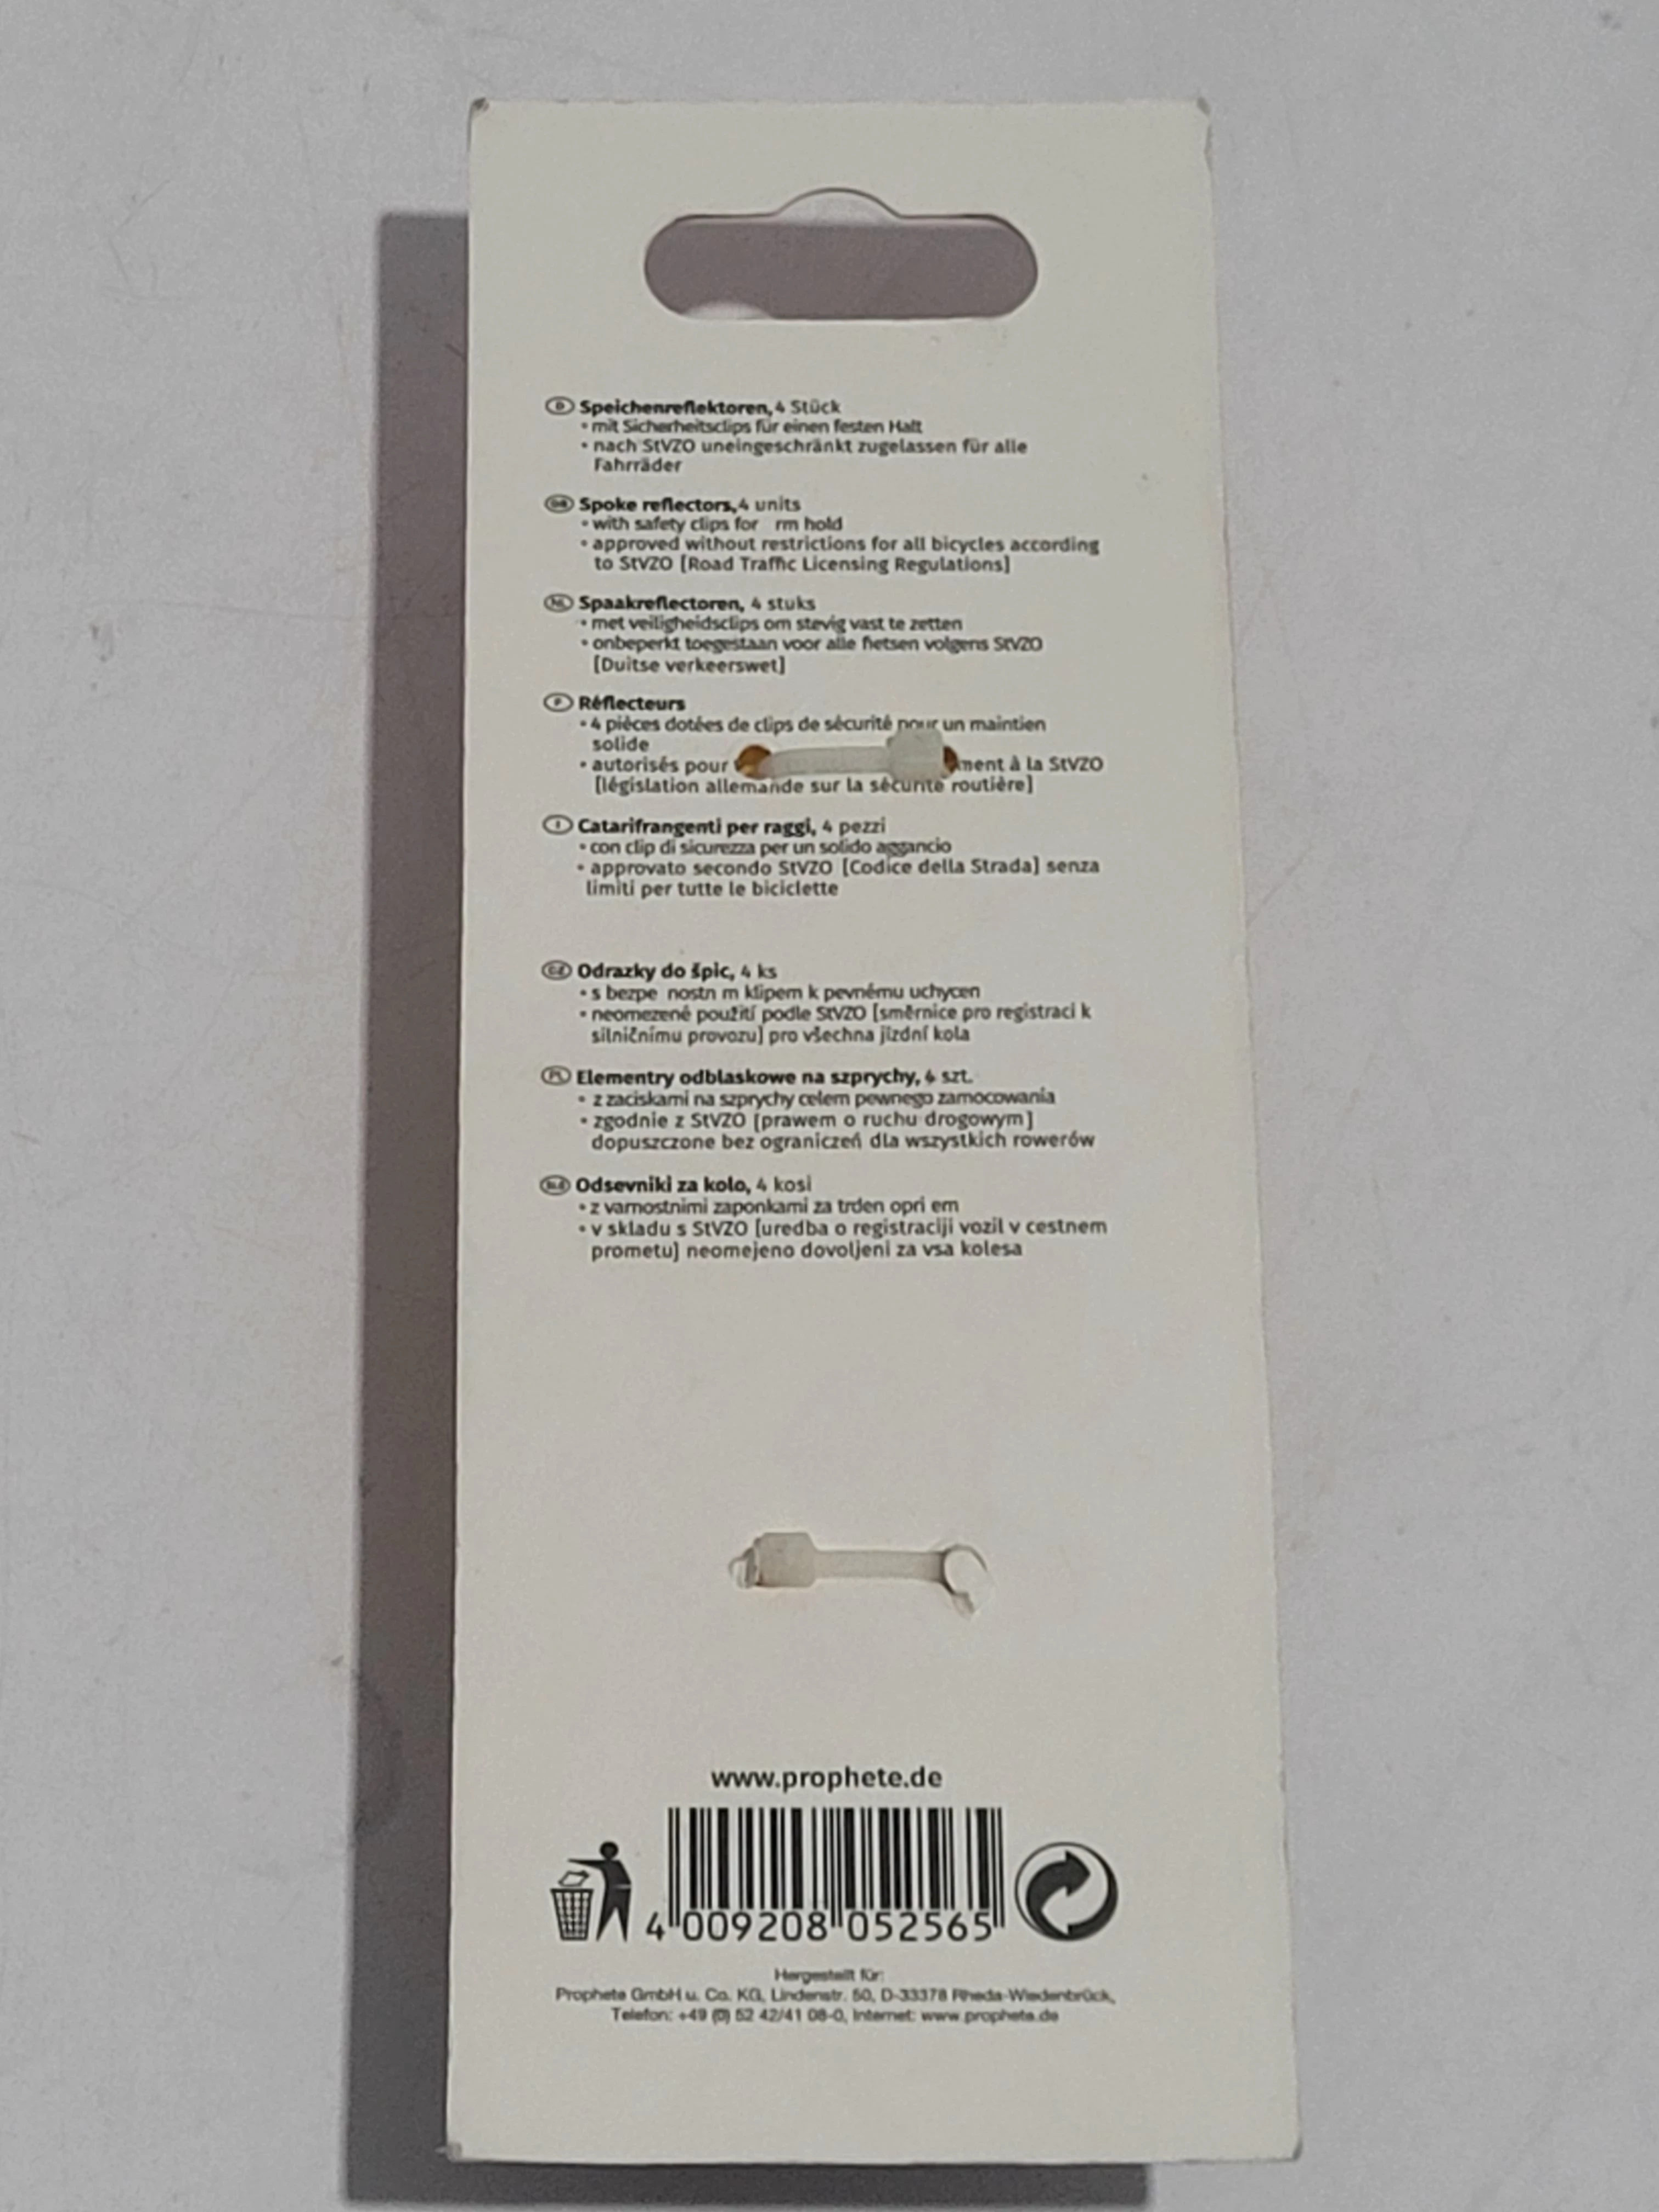 D Speichenreflektoren, 4 Stück
• mit Sicherheitsclips für einen festen Halt
• nach StVZO uneingeschränkt zugelassen für alle
Fahrräder
GB Spoke reflectors, 4 units
• with safety clips for rm hold
• approved without restrictions for all bicycles according
to StVZO [Road Traffic Licensing Regulations]
NL Spaakreflectoren, 4 stuks
• met veiligheidsclips om stevig vast te zetten
• onbeperkt toegestaan voor alle fietsen volgens StVZO
[Duitse verkeerswet]
F Réflecteurs
• 4 pièces dotées de clips de sécurité pour un maintien
solide
• autorisés pour ment à la StVZO
[législation allemande sur la sécurité routière]
I Catarifrangenti per raggi, 4 pezzi
• con clip di sicurezza per un solido aggancio
• approvato secondo StVZO [Codice della Strada] senza
limiti per tutte le biciclette
CZ Odrazky do špic, 4 ks
• s bezpe nostn m klipem k pevnému uchycen
• neomezené použití podle StVZO [směrnice pro registraci k
silničnímu provozu] pro všechna jízdní kola
PL Elementry odblaskowe na szprychy, 4 szt.
• z zaciskami na szprychy celem pewnego zamocowania
• zgodnie z StVZO [prawem o ruchu drogowym]
dopuszczone bez ograniczeń dla wszystkich rowerów
SLO Odsevniki za kolo, 4 kosi
• z varnostnimi zaponkami za trden opri em
• v skladu s StVZO [uredba o registraciji vozil v cestnem
prometu] neomejeno dovoljeni za vsa kolesa
www.prophete.de
4 009208 052565
Hergestellt für:
Prophete GmbH u. Co. KG, Lindenstr. 50, D-33378 Rheda-Wiedenbrück,
Telefon: +49 (0) 52 42/41 08-0, Internet: www.prophete.de